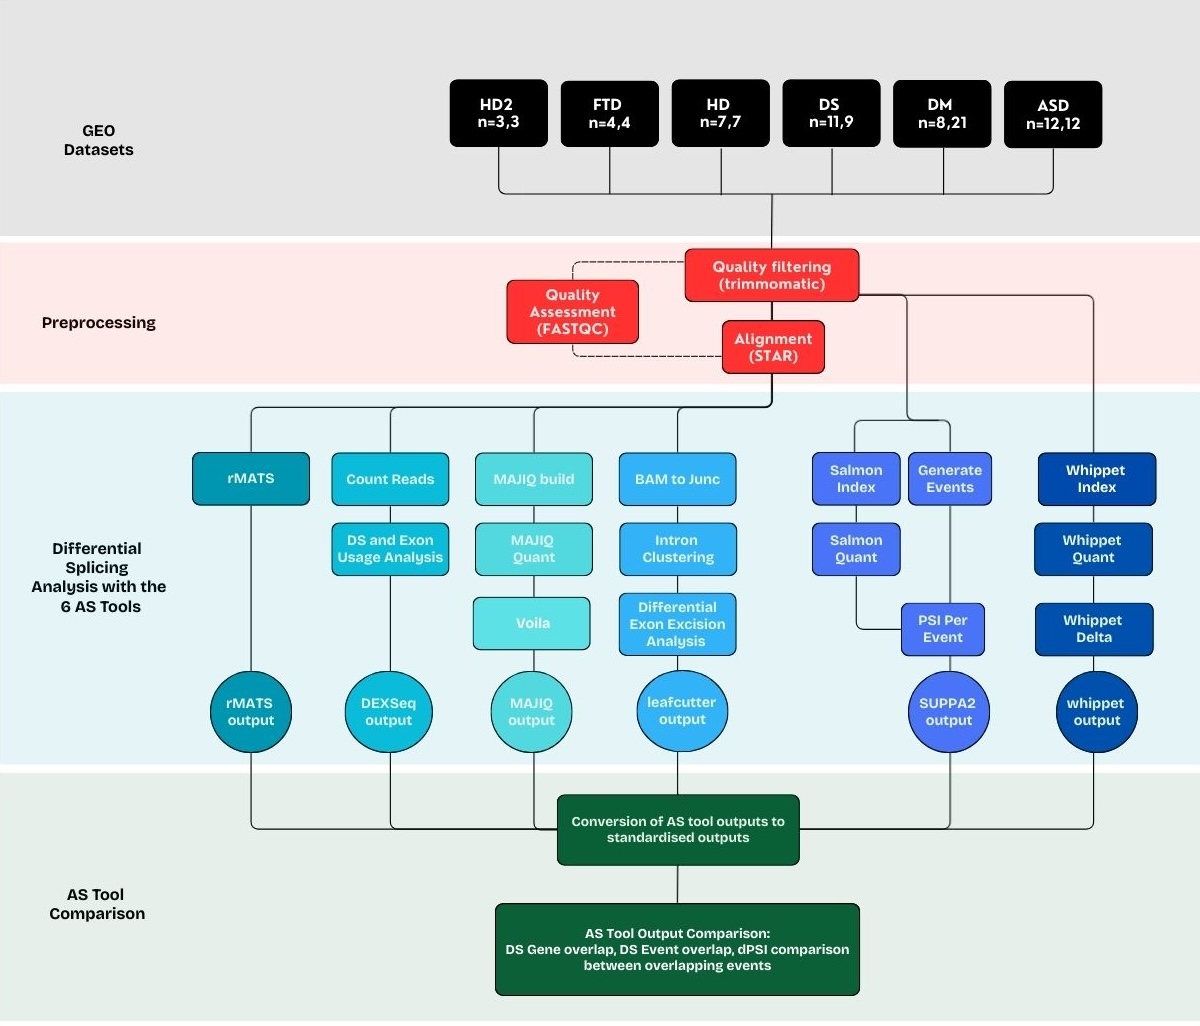 GEO
Datasets
HD2
n=3,3
FTD
n=4,4
HD
n=7,7
DS
n=11,9
DM
n=8,21
ASD
n=12,12
Preprocessing
Quality filtering
(trimmomatic)
Quality
Assessment
(FASTQC)
Alignment
(STAR)
Differential
Splicing
Analysis with the
6 AS Tools
rMATS
Count Reads
MAJIQ build
BAM to Junc
Salmon
Index
Generate
Events
Whippet
Index
DS and Exon
Usage Analysis
MAJIQ
Quant
Intron
Clustering
Salmon
Quant
Whippet
Quant
Voila
Differential
Exon Excision
Analysis
PSI Per
Event
Whippet
Delta
rMATS
output
DEXSeq
output
MAJIQ
output
leafcutter
output
SUPPA2
output
whippet
output
AS Tool
Comparison
Conversion of AS tool outputs to
standardised outputs
AS Tool Output Comparison:
DS Gene overlap, DS Event overlap, dPSI comparison
between overlapping events